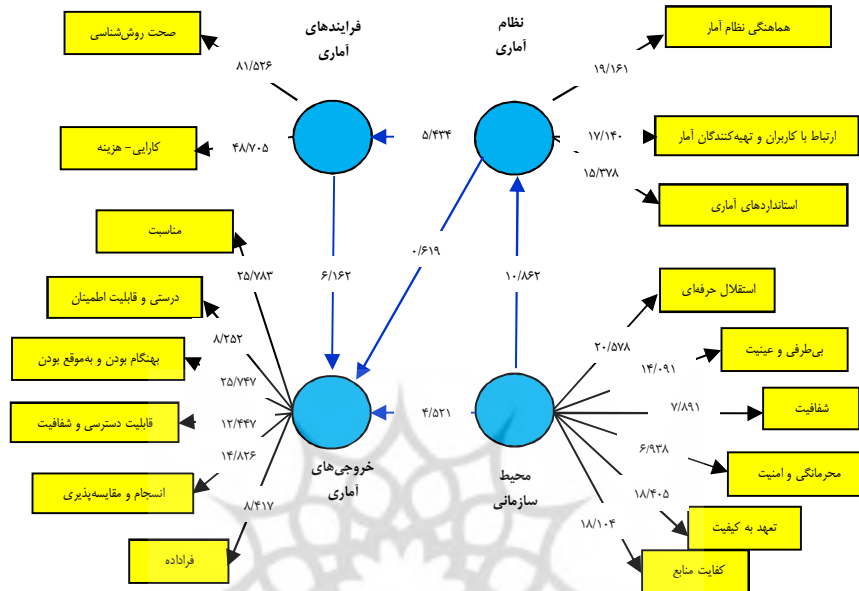 نظام
آماری
فرایندهای
آماری
هماهنگی نظام آمار
صحت روش‌شناسی
۱۹/۱۶۱
۸۱/۵۲۶
ارتباط با کاربران و تهیه‌کنندگان آمار
۱۷/۱۴۰
۵/۴۳۴
۴۸/۷۰۵
کارایی- هزینه
۱۵/۳۷۸
استانداردهای آماری
مناسبت
۰/۶۱۹
۱۰/۸۶۲
۶/۱۶۲
۲۵/۷۸۳
استقلال حرفه‌ای
درستی و قابلیت اطمینان
۲۰/۵۷۸
۸/۲۵۲
بی‌طرفی و عینیت
۱۴/۰۹۱
بهنگام بودن و به‌موقع بودن
۲۵/۷۴۷
شفافیت
۷/۸۹۱
۴/۵۲۱
۱۲/۴۴۷
قابلیت دسترسی و شفافیت
۶/۹۳۸
محرمانگی و امنیت
۱۴/۸۲۶
محیط
سازمانی
خروجی‌های
آماری
انسجام و مقایسه‌پذیری
۱۸/۴۰۵
۸/۴۱۷
تعهد به کیفیت
۱۸/۱۰۴
فراداده
کفایت منابع